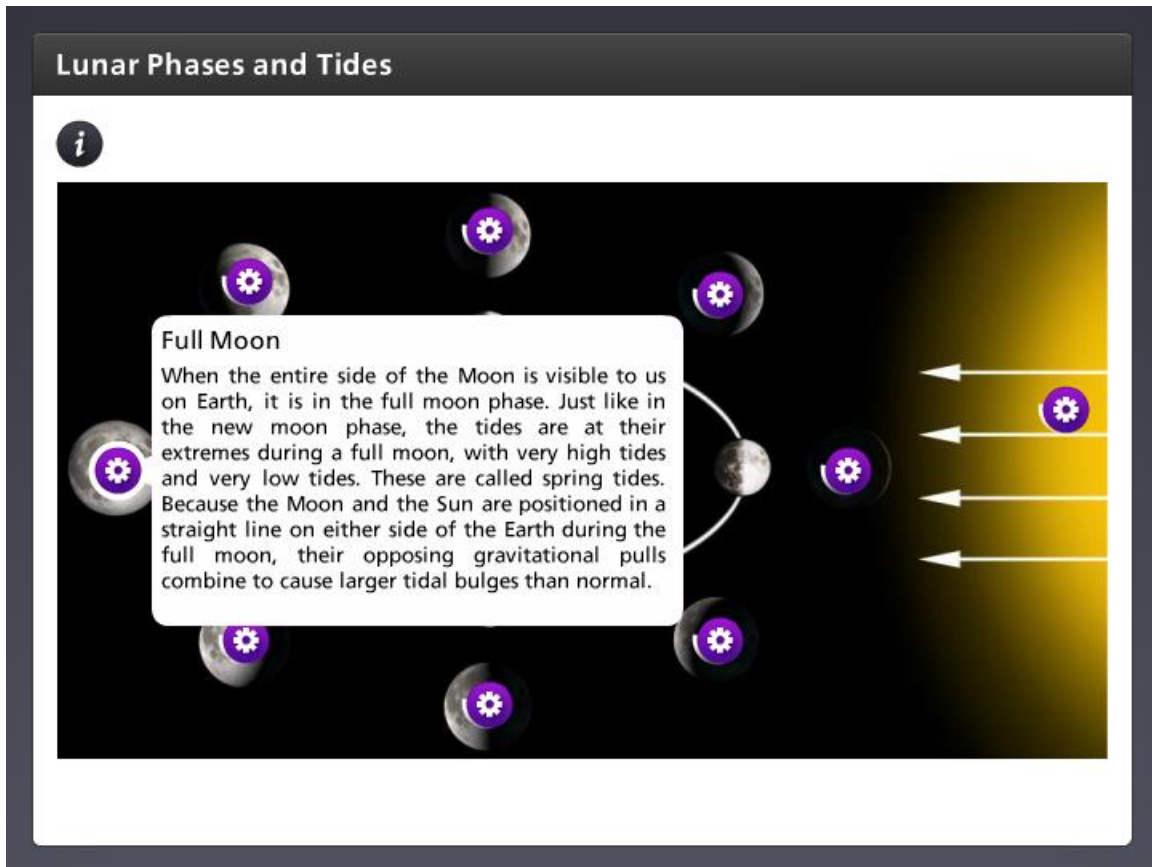 Lunar Phases and Tides
i
Full Moon
When the entire side of the Moon is visible to us
on Earth, it is in the full moon phase. Just like in
the new moon phase, the tides are at their
extremes during a full moon, with very high tides
and very low tides. These are called spring tides.
Because the Moon and the Sun are positioned in a
straight line on either side of the Earth during the
full moon, their opposing gravitational pulls
combine to cause larger tidal bulges than normal.